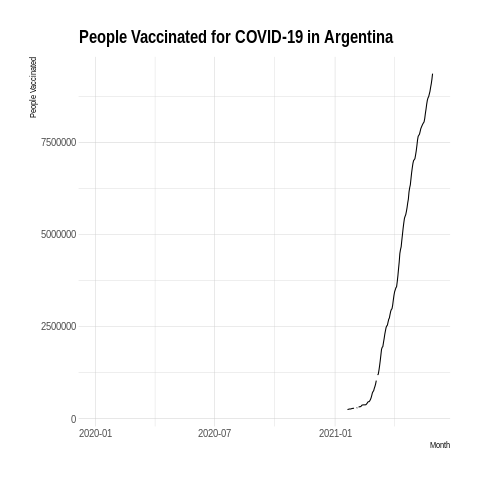 People Vaccinated for COVID-19 in Argentina
People Vaccinated
7500000
5000000
2500000
0
2020-01 2020-07 2021-01
Month